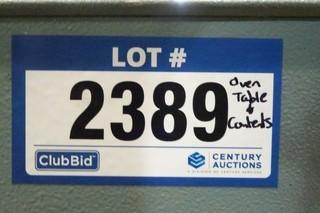 LOT #
2389
Oven
Table
&
Contents
ClubBid
CENTURY
AUCTIONS
A DIVISION OF CENTURY SERVICES